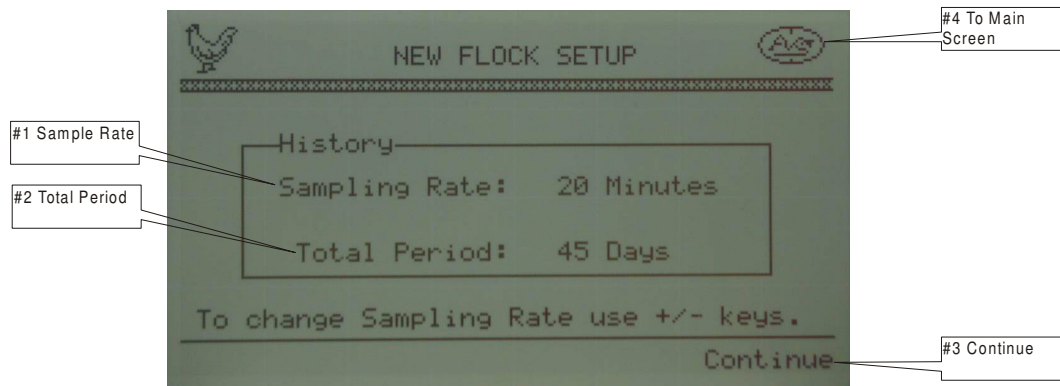 #4 To Main
Screen
NEW FLOCK SETUP
AVS
#1 Sample Rate
History
Sampling Rate: 20 Minutes
#2 Total Period
Total Period: 45 Days
To change Sampling Rate use +/- keys.
Continue
#3 Continue